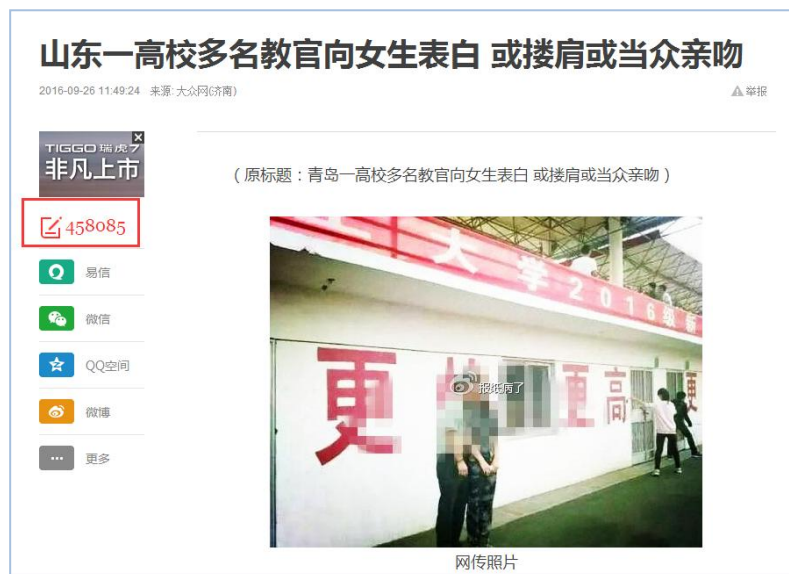 山东一高校多名教官向女生表白 或搂肩或当众亲吻
2016-09-26 11:49:24 来源: 大众网(济南)
举报
TIGGO 瑞虎7
非凡上市
(原标题:青岛一高校多名教官向女生表白 或搂肩或当众亲吻)
458085
易信
微信
QQ空间
微博
更多
大学2016级新
更 更高 更
报纸病了
网传照片